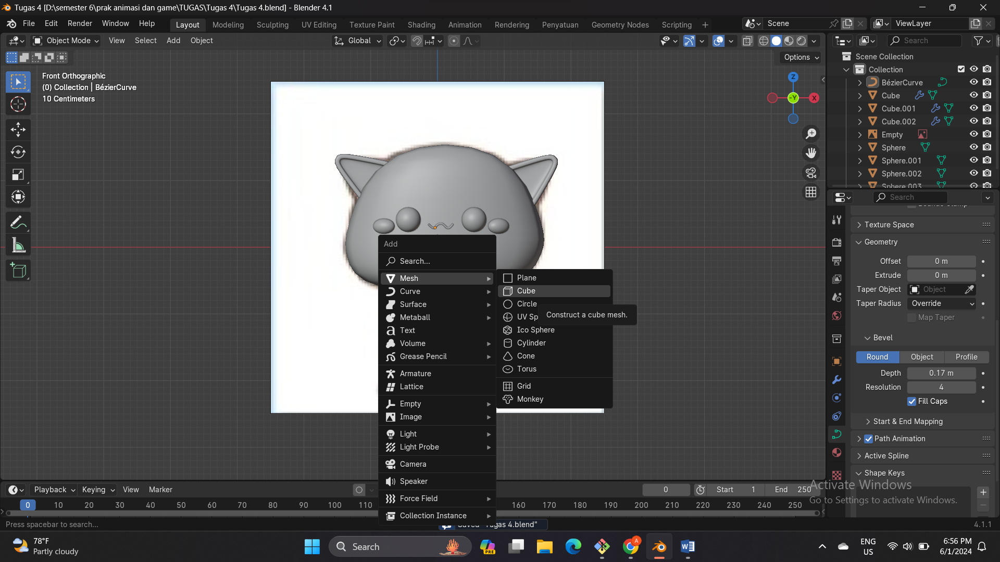 Tugas 4 [D:\semester 6\prak animasi dan game\TUGAS\Tugas 4\Tugas 4.blend] - Blender 4.1
File Edit Render Window Help
Layout Modeling Sculpting UV Editing Texture Paint Shading Animation Rendering Compositing Geometry Nodes Scripting
Penyatuan
Scene
ViewLayer
Object Mode View Select Add Object
Global
Search
Options
Front Orthographic
(0) Collection | BézierCurve
10 Centimeters
Z
-Y
X
Scene Collection
Collection
BézierCurve
Cube
Cube.001
Cube.002
Empty
Sphere
Sphere.001
Sphere.002
Sphere.003
Search
Texture Space
Geometry
Offset 0 m
Extrude 0 m
Taper Object Object
Taper Radius Override
Map Taper
Bevel
Round Object Profile
Depth 0.17 m
Resolution 4
Fill Caps
Start & End Mapping
Path Animation
Active Spline
Shape Keys
Add
Search...
Mesh
Curve
Surface
Metaball
Text
Volume
Grease Pencil
Armature
Lattice
Empty
Image
Light
Light Probe
Camera
Speaker
Force Field
Collection Instance
Plane
Cube
Circle
UV Sp
Ico Sphere
Cylinder
Cone
Torus
Grid
Monkey
Construct a cube mesh.
Playback Keying View Marker
0 Start 1 End 250
0 10 20 30 40 50 60 70 80 90 100 110 160 170 180 190 200 210 220 230 240 250
Activate Windows
Go to Settings to activate Windows.
Press spacebar to search...
Saved "Tugas 4.blend"
4.1.1
78°F
Partly cloudy
Search
PRE
A
ENG
US
6:56 PM
6/1/2024